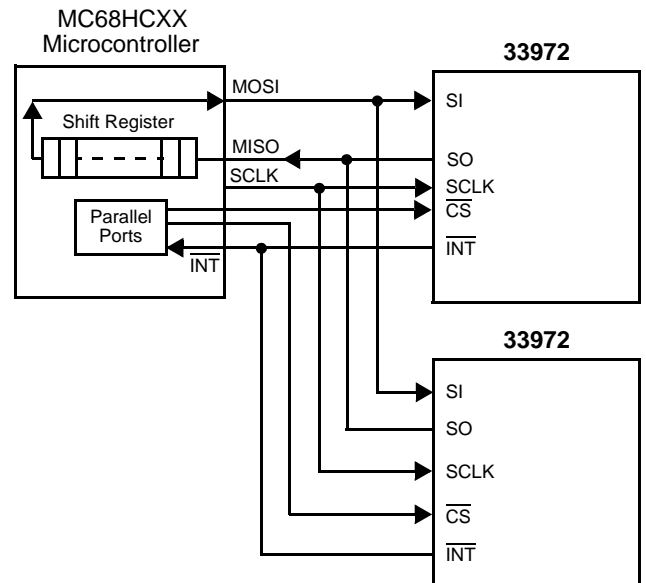 MC68HCXX
Microcontroller
33972
MOSI
SI
Shift Register
MISO
SO
SCLK
SCLK
CS
Parallel
Ports
INT
INT
33972
SI
SO
SCLK
CS
INT